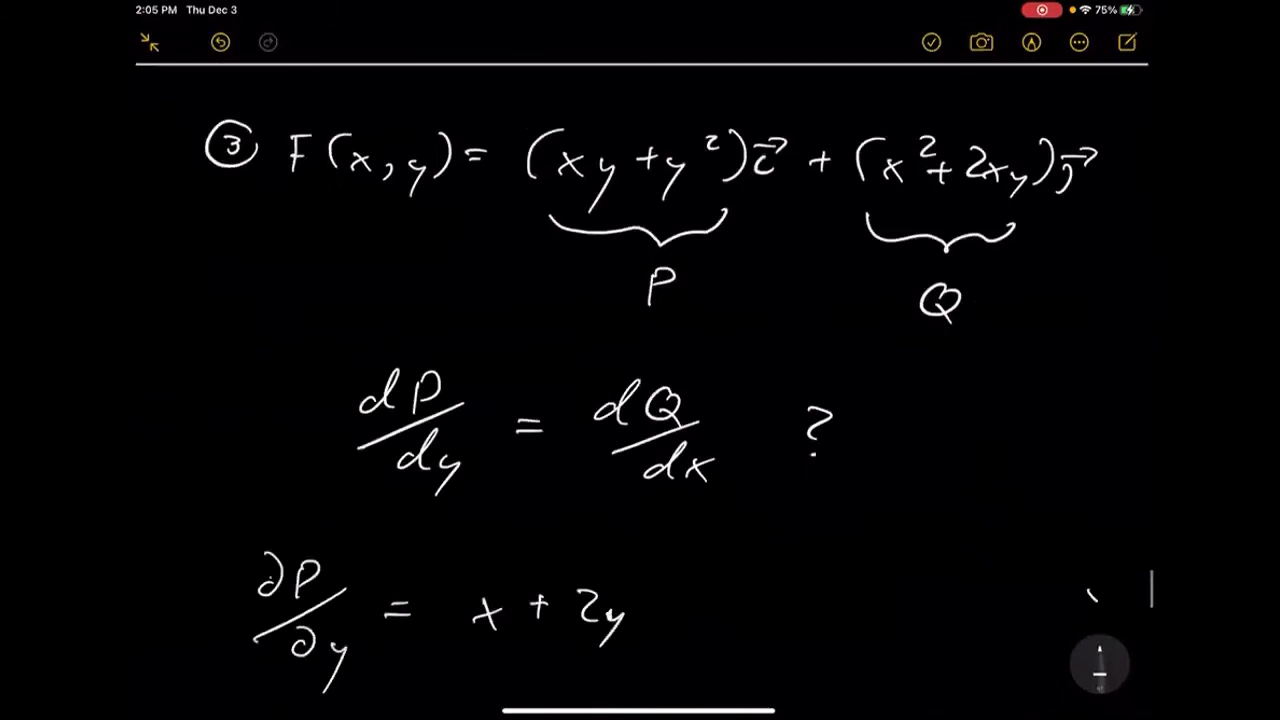 2:05 PM Thu Dec 3 75%
③ F(x,y) = (xy + y²)i⃗ + (x² + 2xy)j⃗
P Q
dP/dy = dQ/dx ?
∂P/∂y = x + 2y